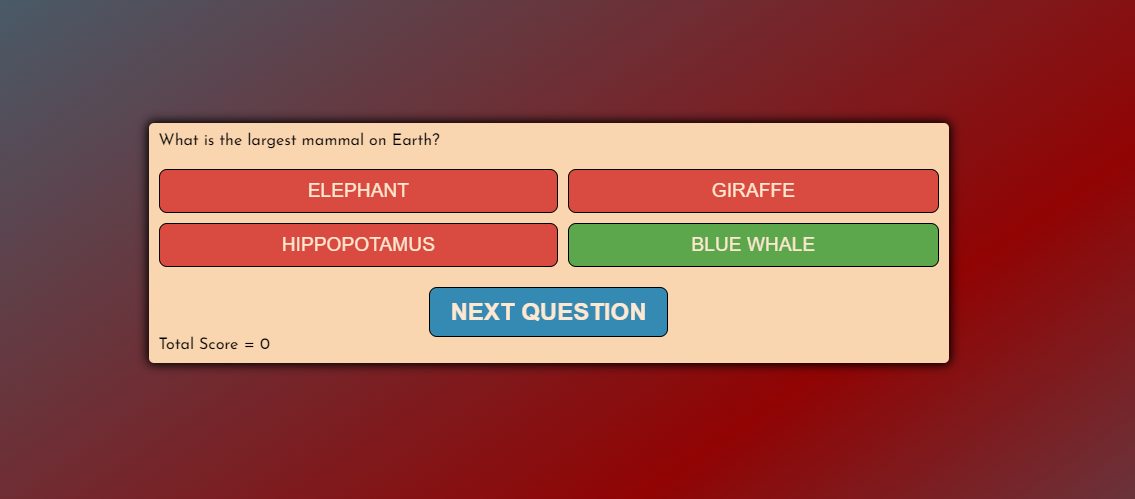 What is the largest mammal on Earth?
ELEPHANT
GIRAFFE
HIPPOPOTAMUS
BLUE WHALE
NEXT QUESTION
Total Score = 0